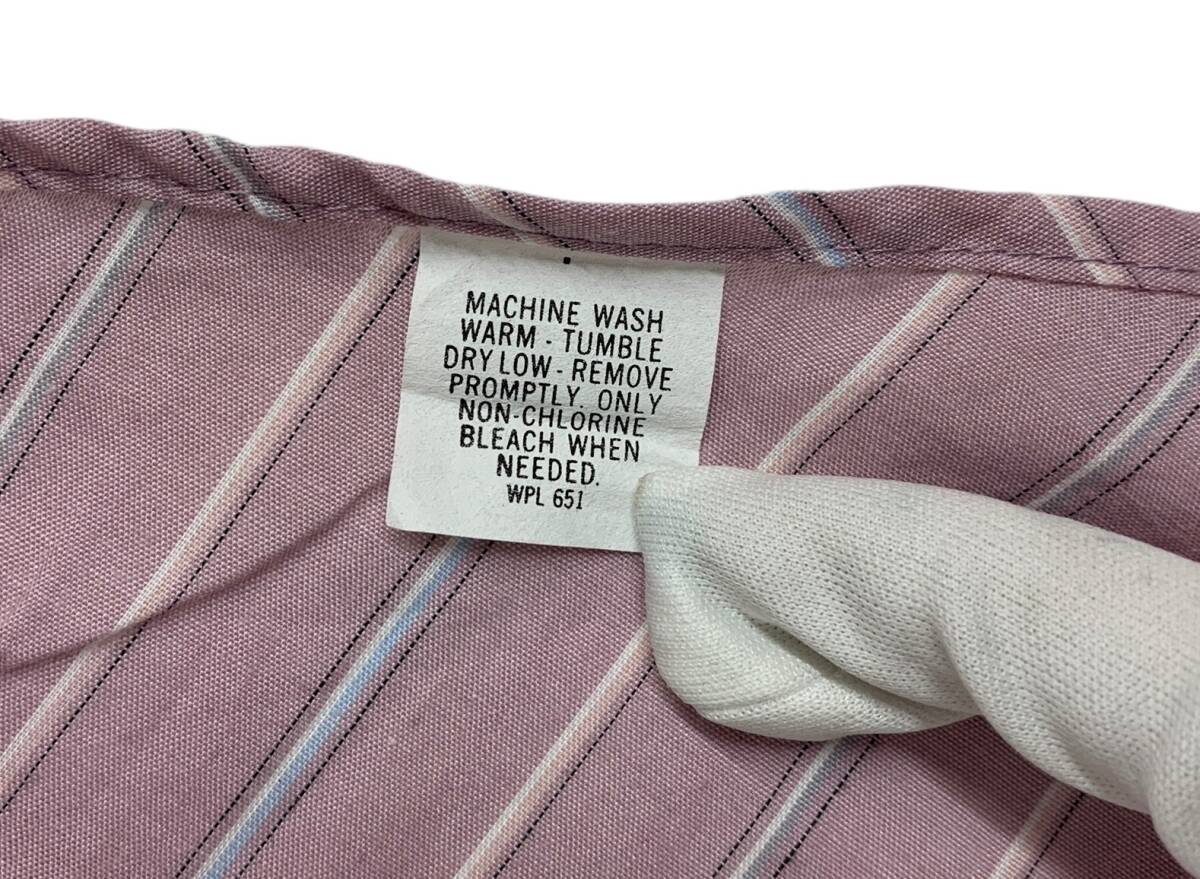 MACHINE WASH
WARM - TUMBLE
DRY LOW - REMOVE
PROMPTLY. ONLY
NON-CHLORINE
BLEACH WHEN
NEEDED.
WPL 651